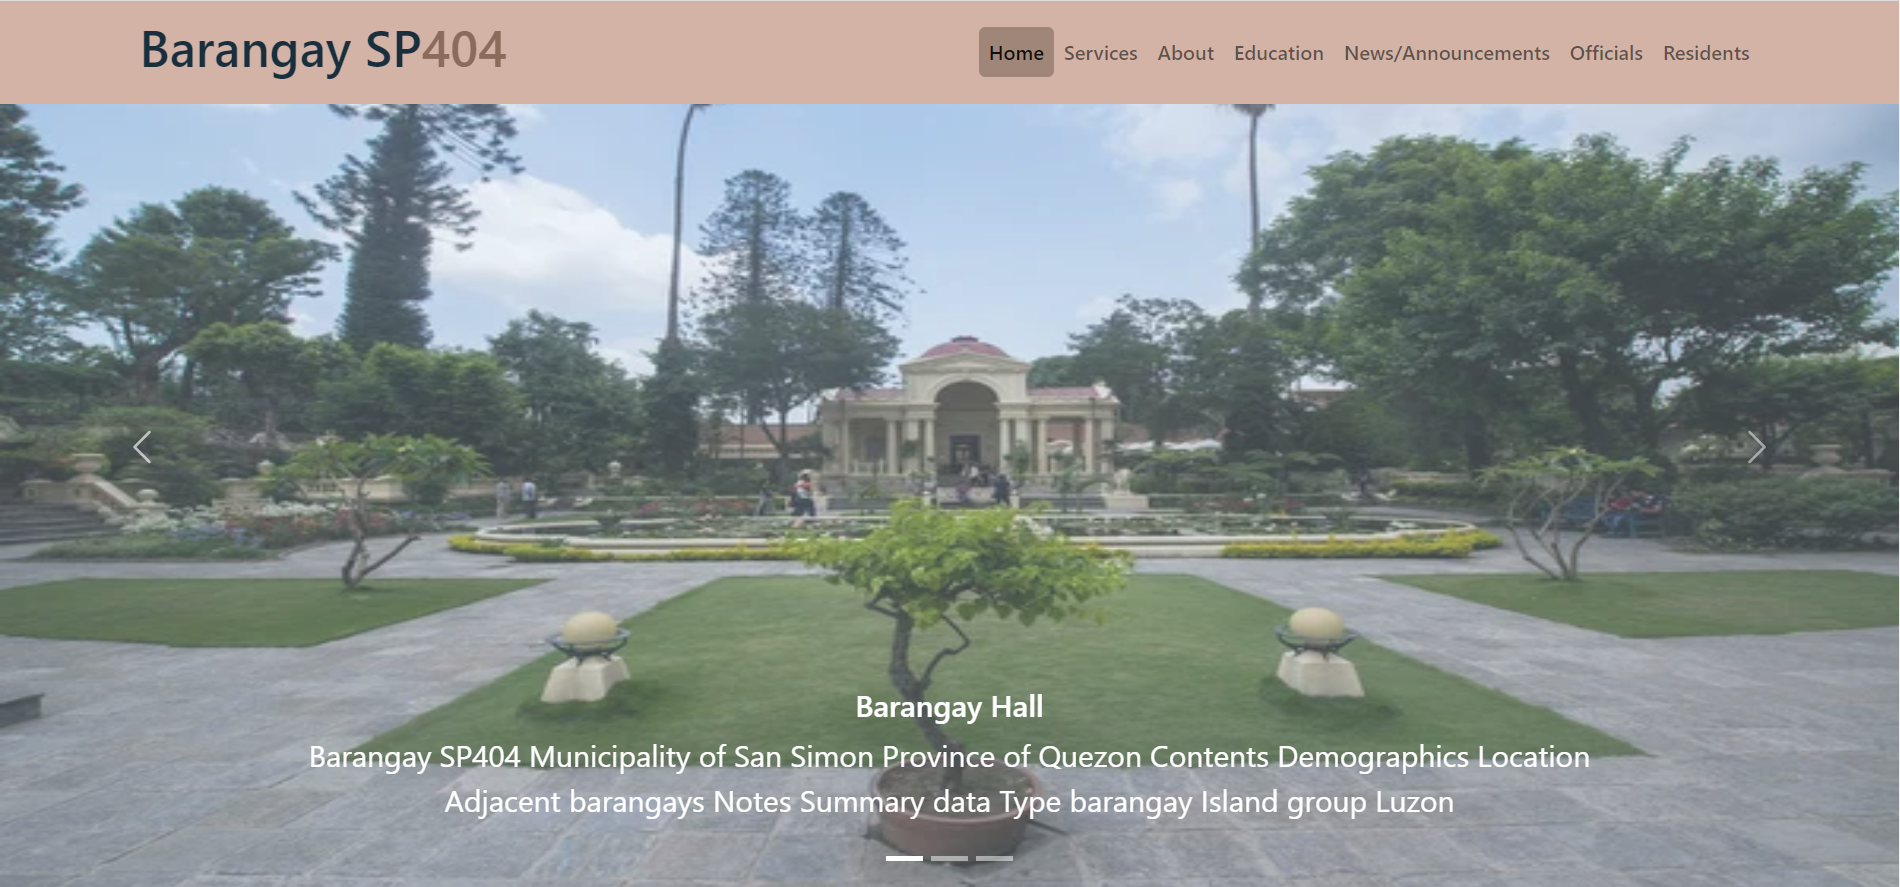 Barangay SP404
Home Services About Education News/Announcements Officials Residents
Barangay Hall
Barangay SP404 Municipality of San Simon Province of Quezon Contents Demographics Location
Adjacent barangays Notes Summary data Type barangay Island group Luzon